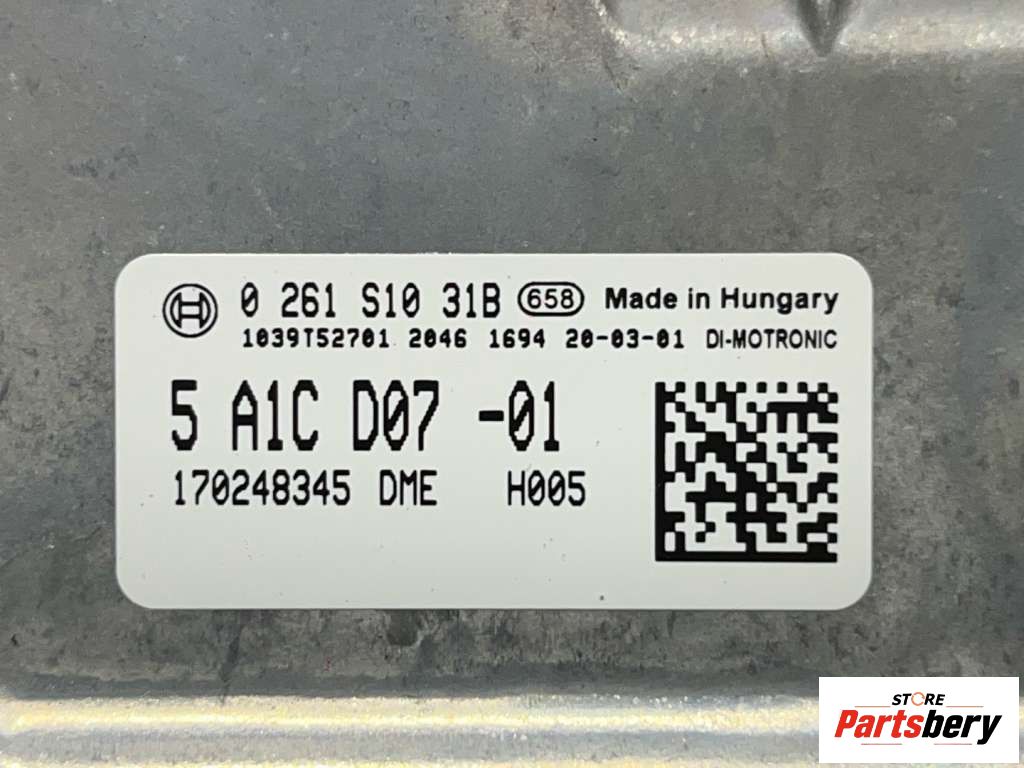 0 261 S10 31B 658 Made in Hungary
1039T52701 2046 1694 20-03-01 DI-MOTRONIC
5 A1C D07 -01
170248345 DME H005
STORE
Partsbery